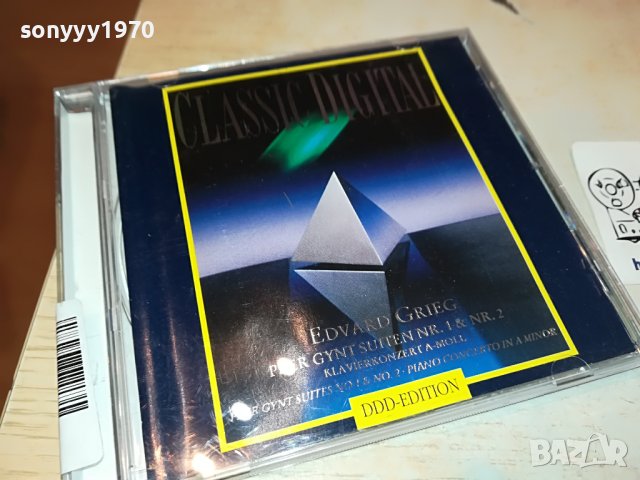 sonyyy1970
CLASSIC DIGITAL
EDVARD GRIEG
PEER GYNT SUITEN NR. 1 & NR. 2
KLAVIERKONZERT A-MOLL
PEER GYNT SUITES NO. 1 & NO. 2 · PIANO CONCERTO IN A MINOR
DDD-EDITION
BAZAR